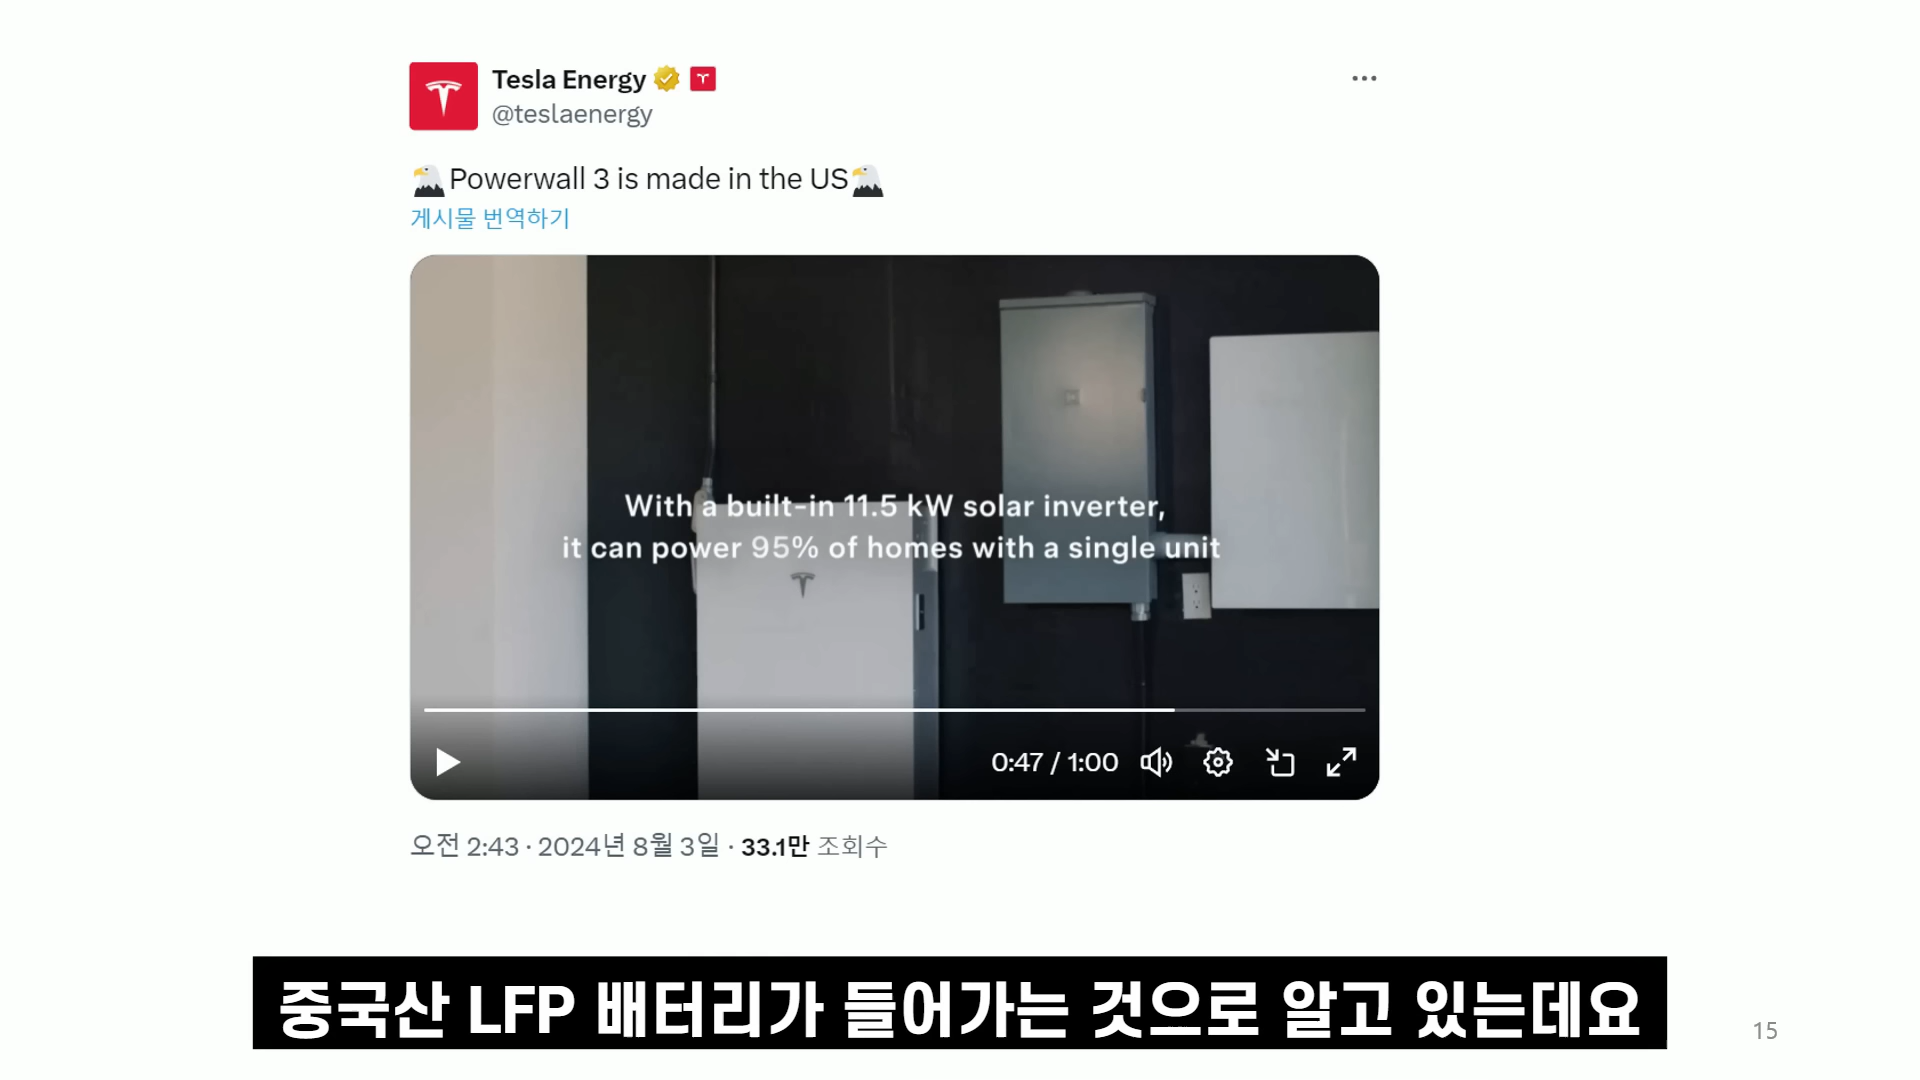 Tesla Energy
@teslaenergy
🦅Powerwall 3 is made in the US🦅
게시물 번역하기
With a built-in 11.5 kW solar inverter,
it can power 95% of homes with a single unit
0:47 / 1:00
오전 2:43 · 2024년 8월 3일 · 33.1만 조회수
중국산 LFP 배터리가 들어가는 것으로 알고 있는데요
15